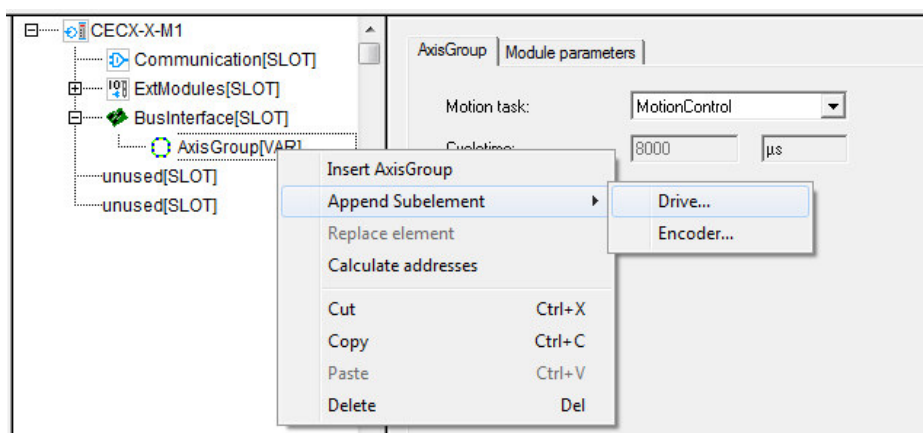 CECX-X-M1
Communication[SLOT]
ExtModules[SLOT]
BusInterface[SLOT]
AxisGroup[VAR]
unused[SLOT]
unused[SLOT]
AxisGroup
Module parameters
Motion task:
MotionControl
Cycletime:
8000
µs
Insert AxisGroup
Append Subelement
Replace element
Calculate addresses
Cut Ctrl+X
Copy Ctrl+C
Paste Ctrl+V
Delete Del
Drive...
Encoder...